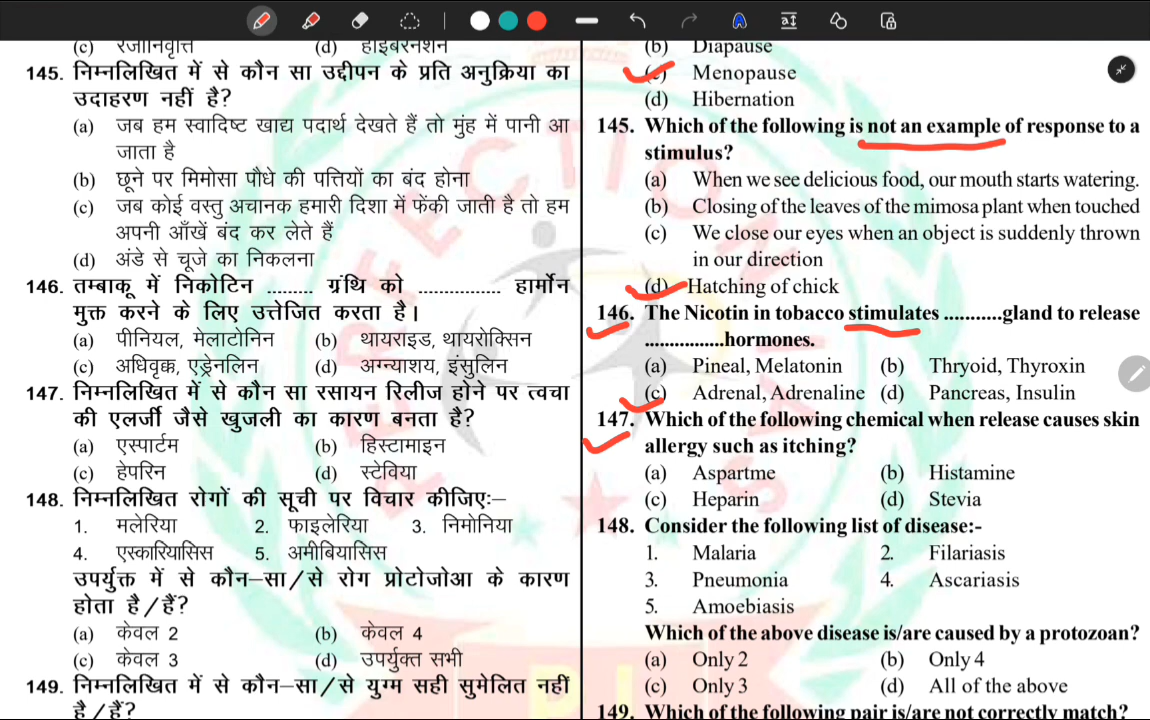 (c) रजोनिवृत्ति (d) हाइबरनेशन
145. निम्नलिखित में से कौन सा उद्दीपन के प्रति अनुक्रिया का
उदाहरण नहीं है?
(a) जब हम स्वादिष्ट खाद्य पदार्थ देखते हैं तो मुंह में पानी आ
जाता है
(b) छूने पर मिमोसा पौधे की पत्तियों का बंद होना
(c) जब कोई वस्तु अचानक हमारी दिशा में फेंकी जाती है तो हम
अपनी आँखें बंद कर लेते हैं
(d) अंडे से चूजे का निकलना
146. तम्बाकू में निकोटिन ......... ग्रंथि को ................ हार्मोन
मुक्त करने के लिए उत्तेजित करता है।
(a) पीनियल, मेलाटोनिन (b) थायराइड, थायरोक्सिन
(c) अधिवृक्क, एड्रेनलिन (d) अग्न्याशय, इंसुलिन
147. निम्नलिखित में से कौन सा रसायन रिलीज होने पर त्वचा
की एलर्जी जैसे खुजली का कारण बनता है?
(a) एस्पार्टम (b) हिस्टामाइन
(c) हेपरिन (d) स्टेविया
148. निम्नलिखित रोगों की सूची पर विचार कीजिए:–
1. मलेरिया 2. फाइलेरिया 3. निमोनिया
4. एस्कारियासिस 5. अमीबियासिस
उपर्युक्त में से कौन–सा/से रोग प्रोटोजोआ के कारण
होता है/हैं?
(a) केवल 2 (b) केवल 4
(c) केवल 3 (d) उपर्युक्त सभी
149. निम्नलिखित में से कौन–सा/से युग्म सही सुमेलित नहीं
है/हैं?
(b) Diapause
(c) Menopause
(d) Hibernation
145. Which of the following is not an example of response to a
stimulus?
(a) When we see delicious food, our mouth starts watering.
(b) Closing of the leaves of the mimosa plant when touched
(c) We close our eyes when an object is suddenly thrown
in our direction
(d) Hatching of chick
146. The Nicotin in tobacco stimulates ...........gland to release
...............hormones.
(a) Pineal, Melatonin (b) Thryoid, Thyroxin
(c) Adrenal, Adrenaline (d) Pancreas, Insulin
147. Which of the following chemical when release causes skin
allergy such as itching?
(a) Aspartme (b) Histamine
(c) Heparin (d) Stevia
148. Consider the following list of disease:-
1. Malaria 2. Filariasis
3. Pneumonia 4. Ascariasis
5. Amoebiasis
Which of the above disease is/are caused by a protozoan?
(a) Only 2 (b) Only 4
(c) Only 3 (d) All of the above
149. Which of the following pair is/are not correctly match?